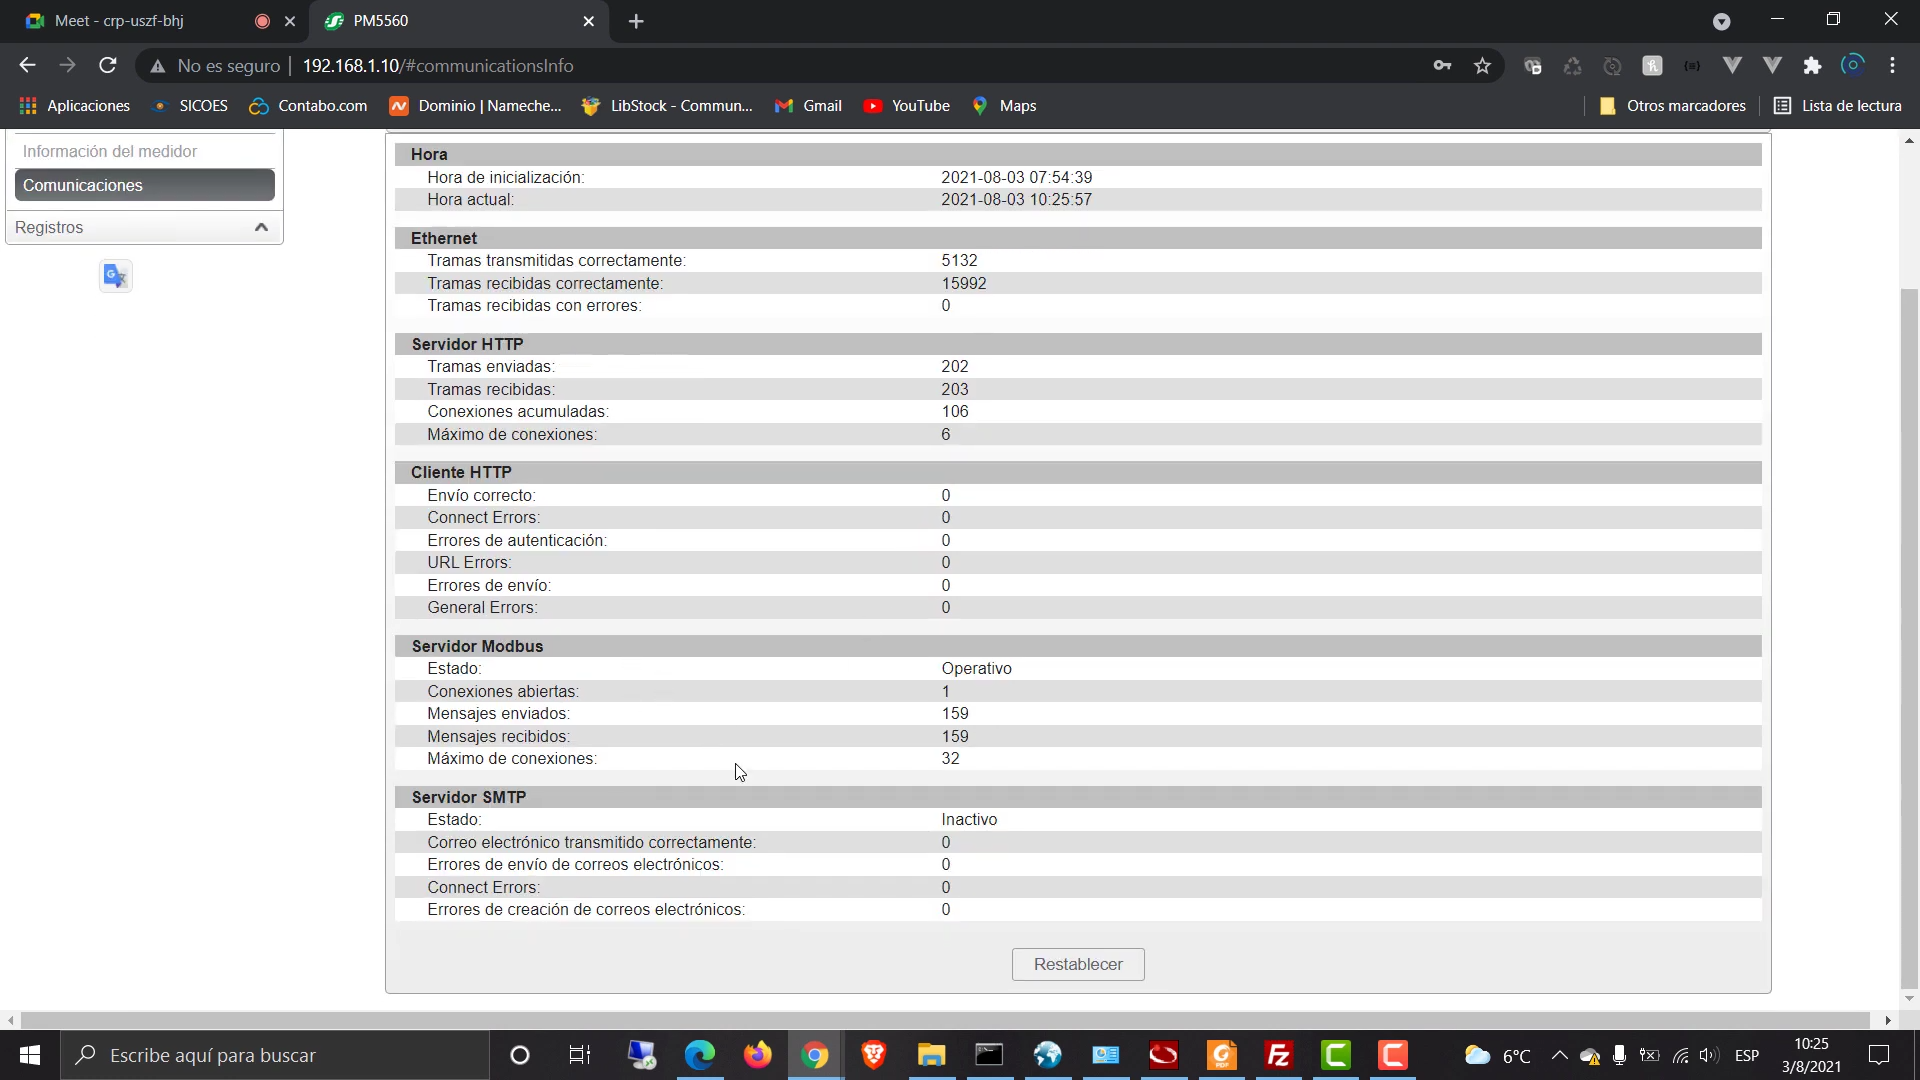 Meet - crp-uszf-bhj
PM5560
No es seguro
192.168.1.10/#communicationsInfo
Aplicaciones
SICOES
Contabo.com
Dominio | Nameche...
LibStock - Commun...
Gmail
YouTube
Maps
Otros marcadores
Lista de lectura
Información del medidor
Comunicaciones
Registros
Hora
Hora de inicialización: 2021-08-03 07:54:39
Hora actual: 2021-08-03 10:25:57
Ethernet
Tramas transmitidas correctamente: 5132
Tramas recibidas correctamente: 15992
Tramas recibidas con errores: 0
Servidor HTTP
Tramas enviadas: 202
Tramas recibidas: 203
Conexiones acumuladas: 106
Máximo de conexiones: 6
Cliente HTTP
Envío correcto: 0
Connect Errors: 0
Errores de autenticación: 0
URL Errors: 0
Errores de envío: 0
General Errors: 0
Servidor Modbus
Estado: Operativo
Conexiones abiertas: 1
Mensajes enviados: 159
Mensajes recibidos: 159
Máximo de conexiones: 32
Servidor SMTP
Estado: Inactivo
Correo electrónico transmitido correctamente: 0
Errores de envío de correos electrónicos: 0
Connect Errors: 0
Errores de creación de correos electrónicos: 0
Restablecer
Escribe aquí para buscar
6°C
ESP
10:25
3/8/2021